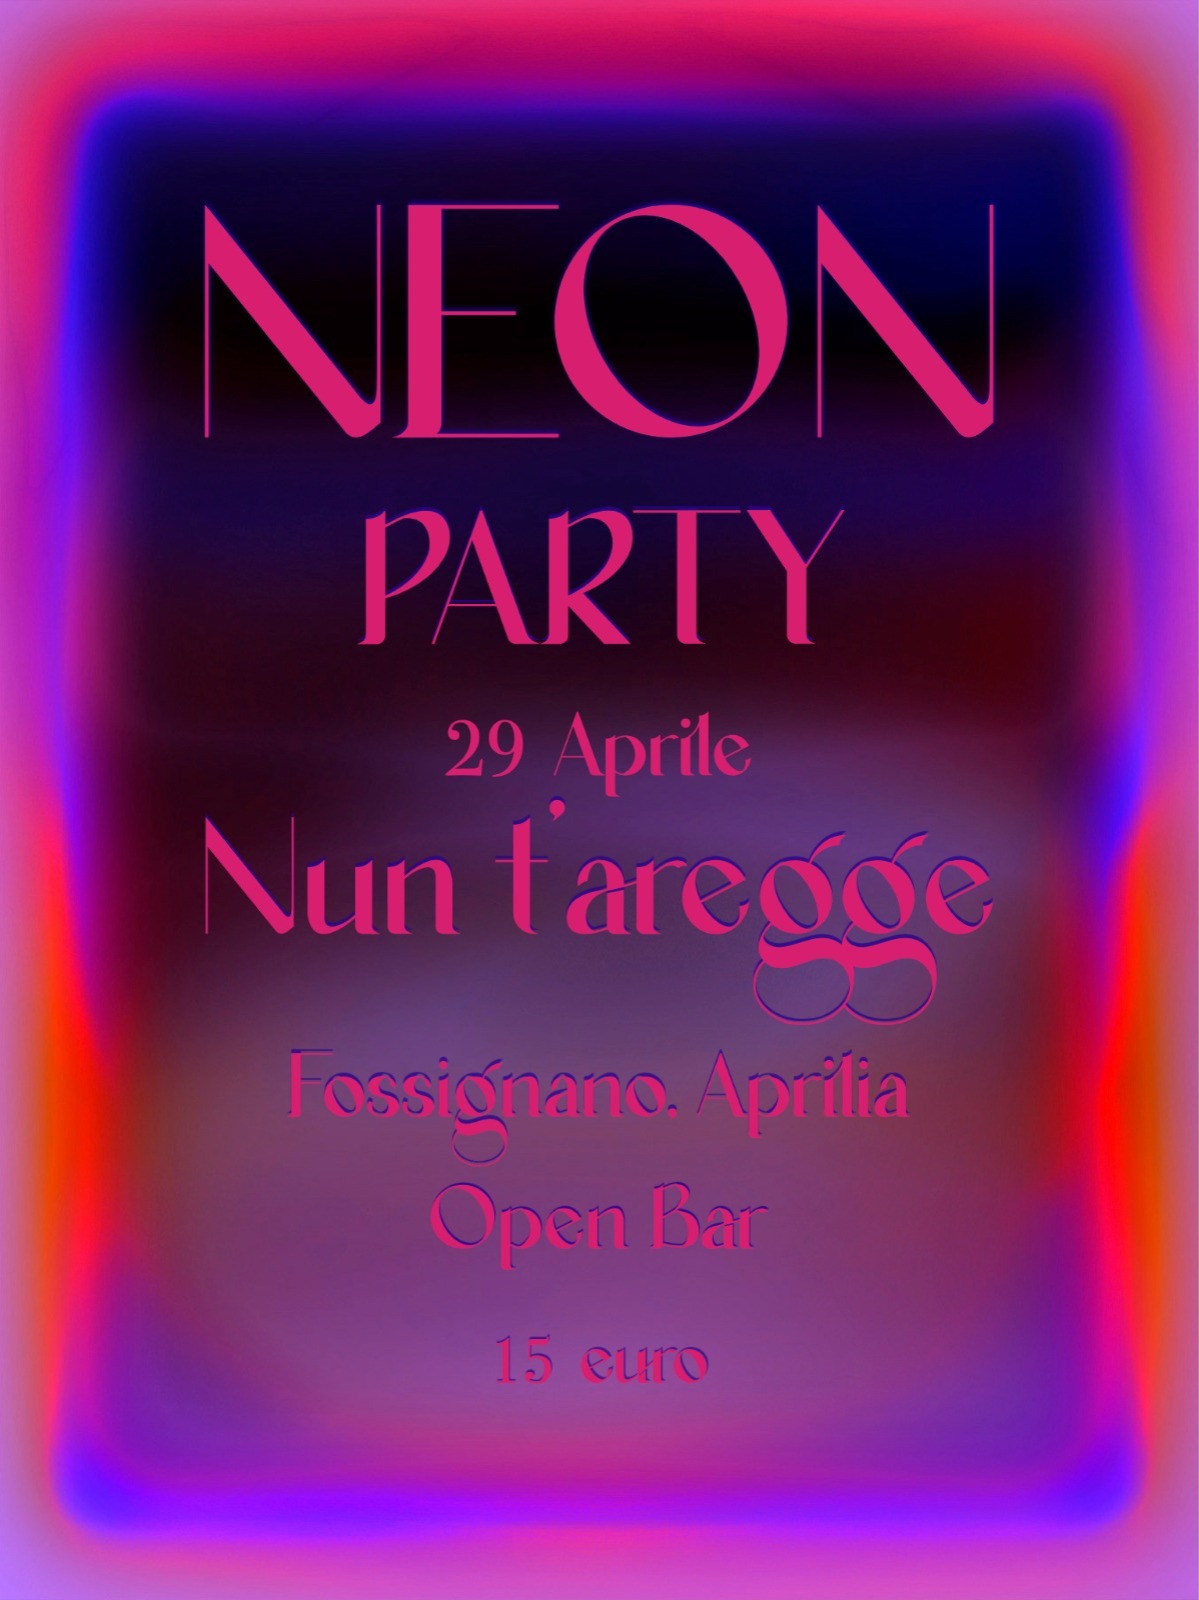 NEON
PARTY
29 Aprile
Nun t'aregge
Fossignano, Aprilia
Open Bar
15 euro